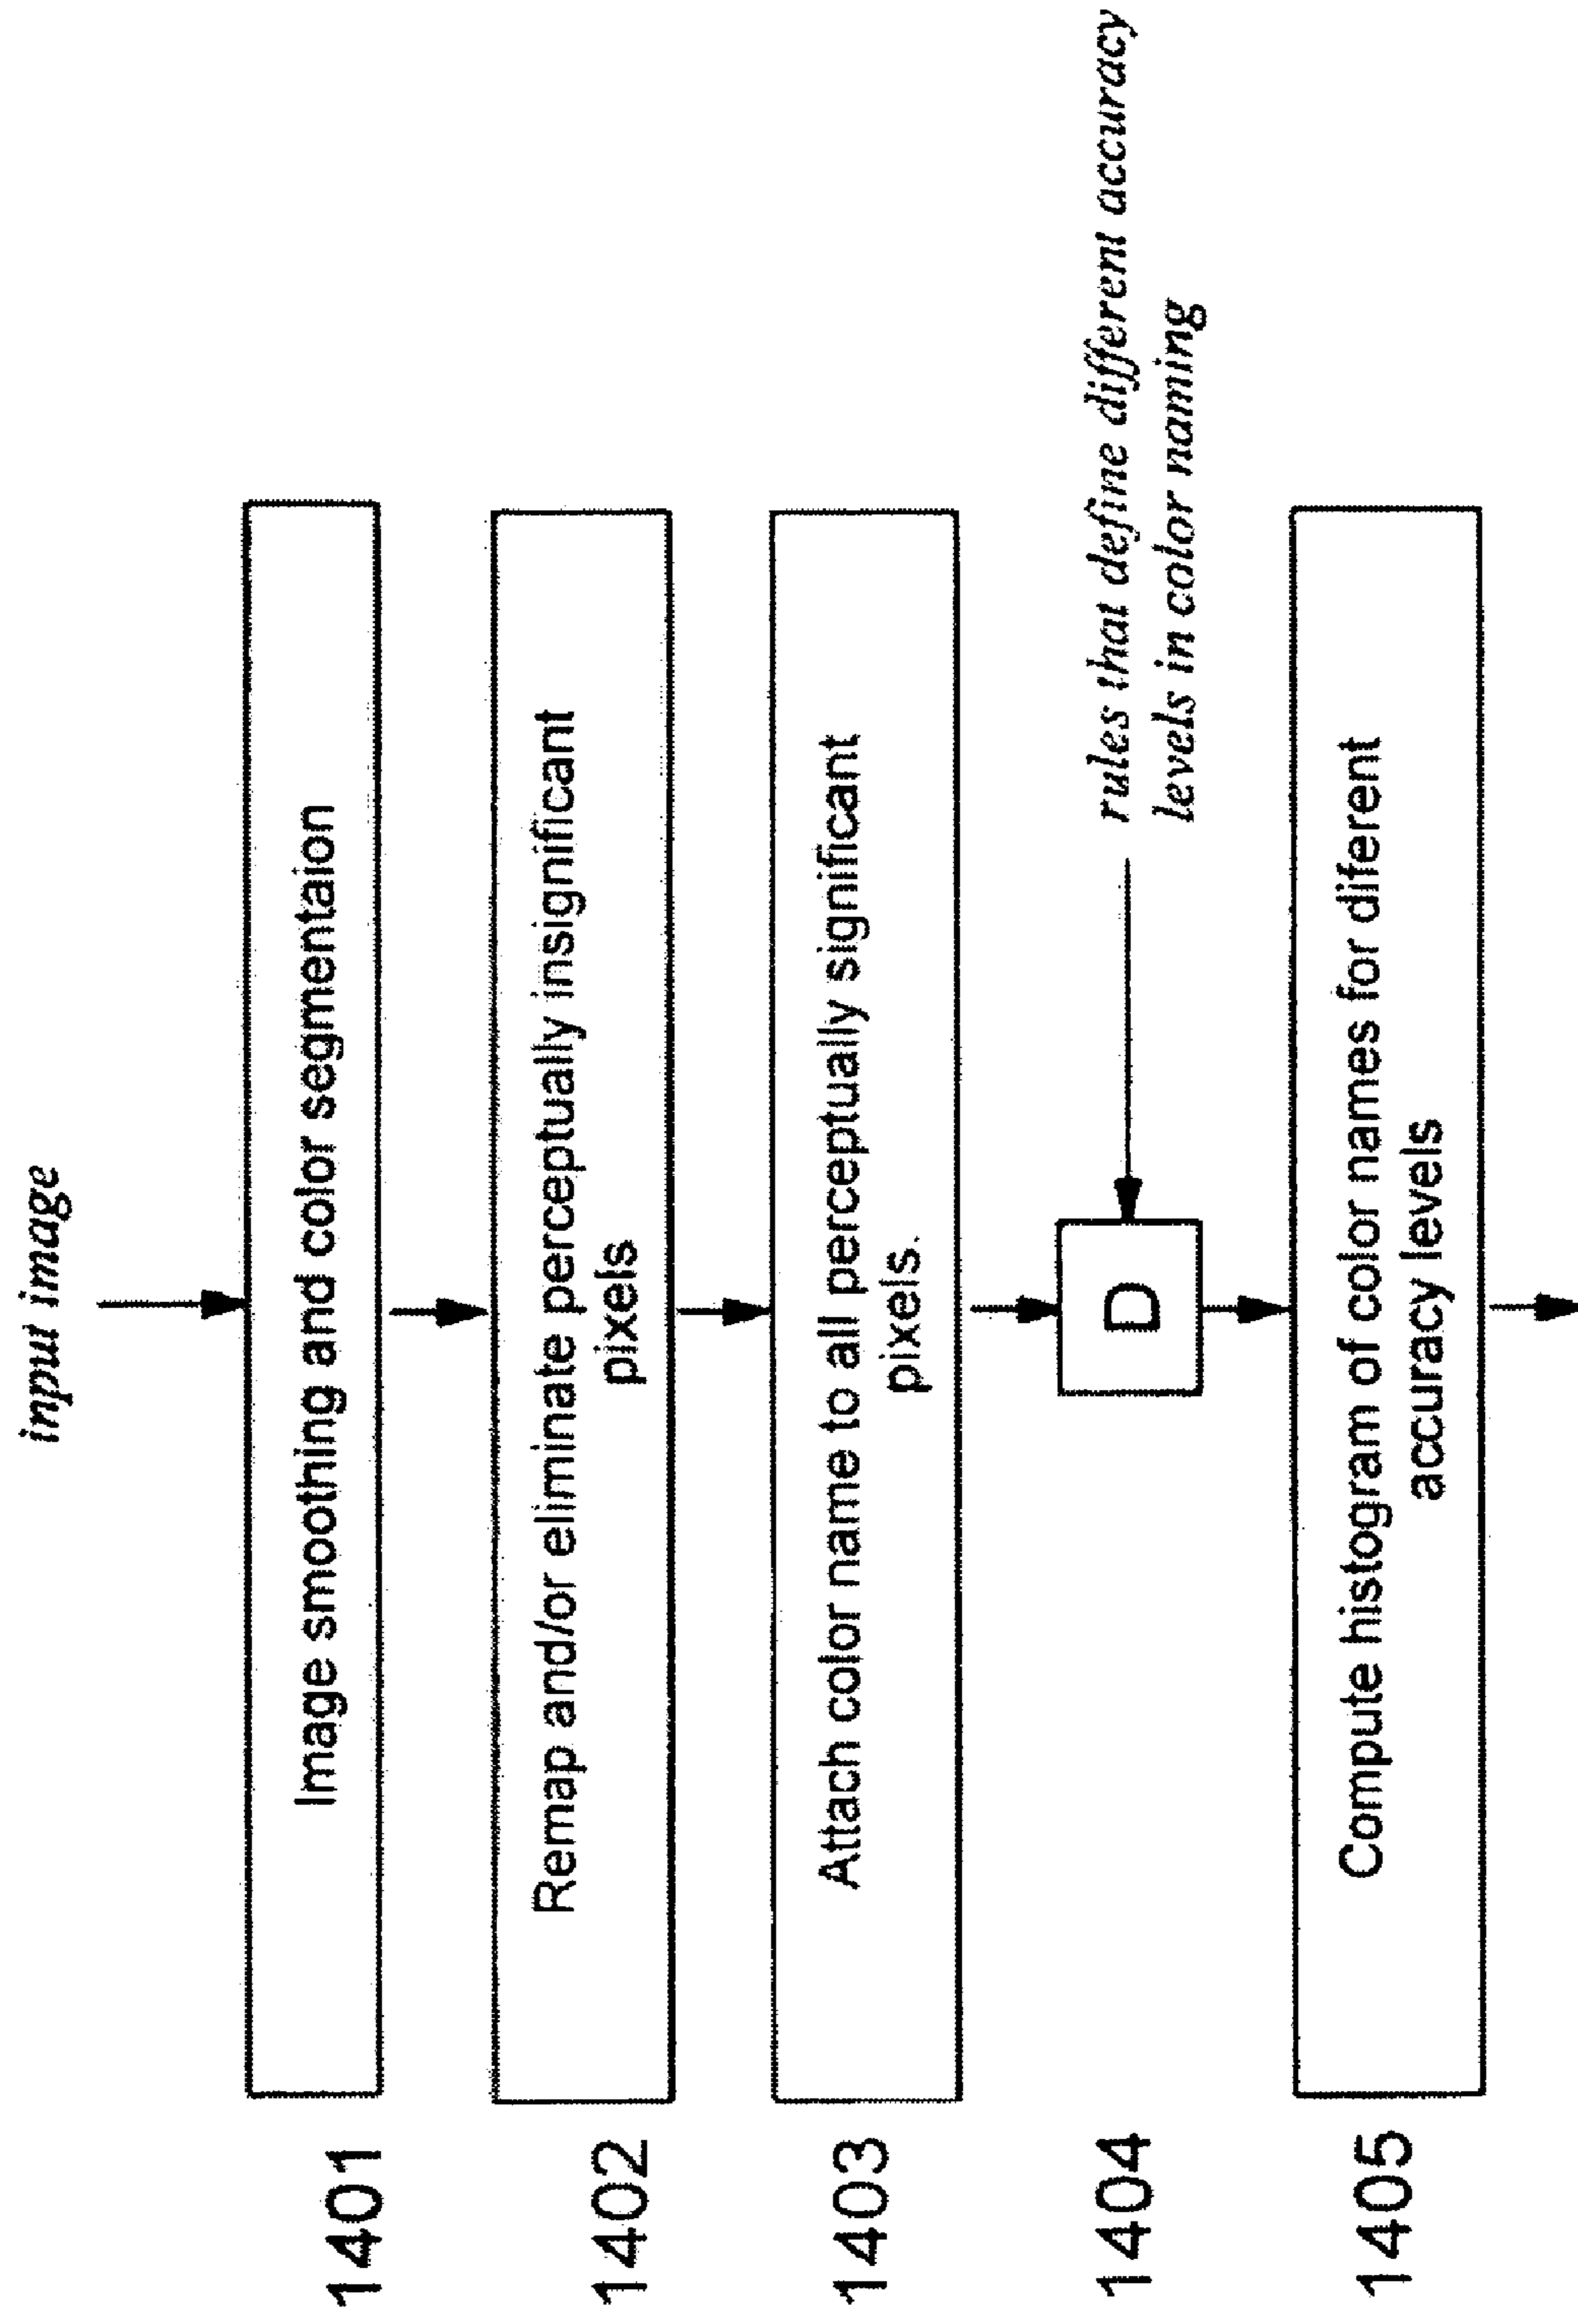 input image
1401
Image smoothing and color segmentaion
1402
Remap and/or eliminate perceptually insignificant
pixels
1403
Attach color name to all perceptually significant
pixels.
1404
D
rules that define different accuracy
levels in color naming
1405
Compute histogram of color names for diferent
accuracy levels